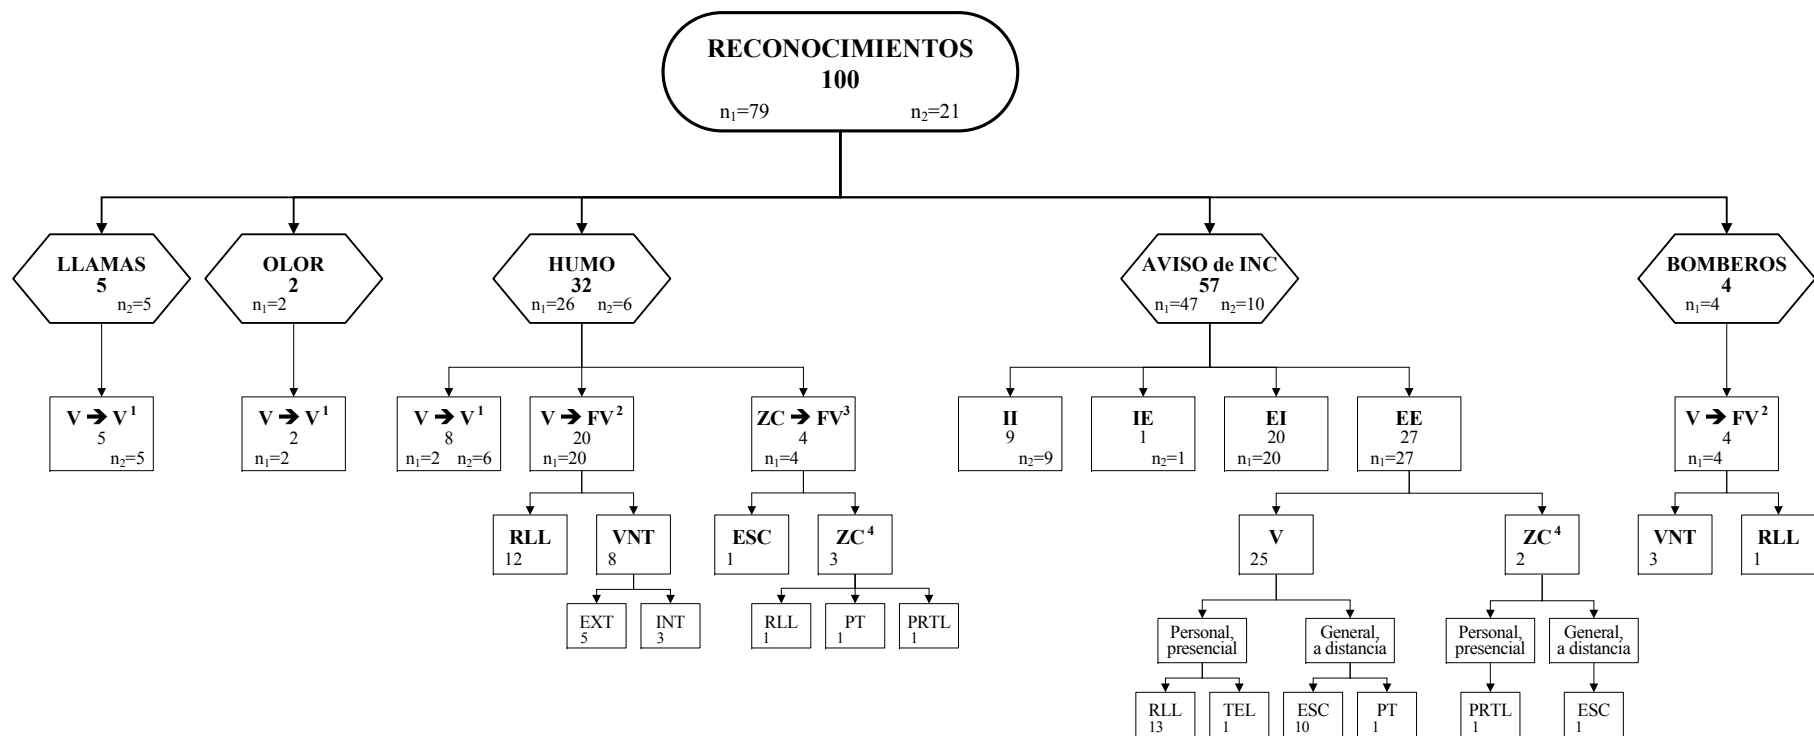 RECONOCIMIENTOS
100
n₁=79 n₂=21
LLAMAS
5
n₂=5
OLOR
2
n₁=2
HUMO
32
n₁=26 n₂=6
AVISO de INC
57
n₁=47 n₂=10
BOMBEROS
4
n₁=4
V ➔ V¹
5
n₂=5
V ➔ V¹
2
n₁=2
V ➔ V¹
8
n₁=2 n₂=6
V ➔ FV²
20
n₁=20
ZC ➔ FV³
4
n₁=4
II
9
n₂=9
IE
1
n₂=1
EI
20
n₁=20
EE
27
n₁=27
V ➔ FV²
4
n₁=4
RLL
12
VNT
8
ESC
1
ZC⁴
3
V
25
ZC⁴
2
VNT
3
RLL
1
EXT
5
INT
3
RLL
1
PT
1
PRTL
1
Personal,
presencial
General,
a distancia
Personal,
presencial
General,
a distancia
RLL
13
TEL
1
ESC
10
PT
1
PRTL
1
ESC
1